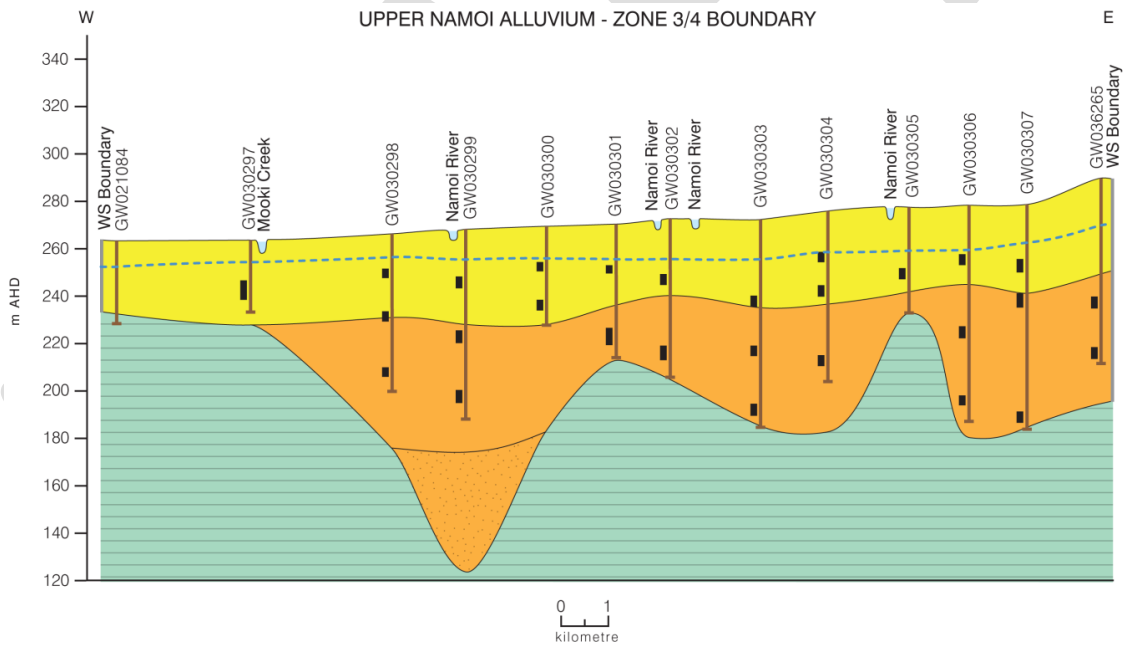 W
UPPER NAMOI ALLUVIUM - ZONE 3/4 BOUNDARY
E
m AHD
340
320
300
280
260
240
220
200
180
160
140
120
WS Boundary
GW021084
GW030297
Mooki Creek
GW030298
Namoi River
GW030299
GW030300
GW030301
Namoi River
GW030302
Namoi River
GW030303
GW030304
Namoi River
GW030305
GW030306
GW030307
GW036265
WS Boundary
0 1
kilometre